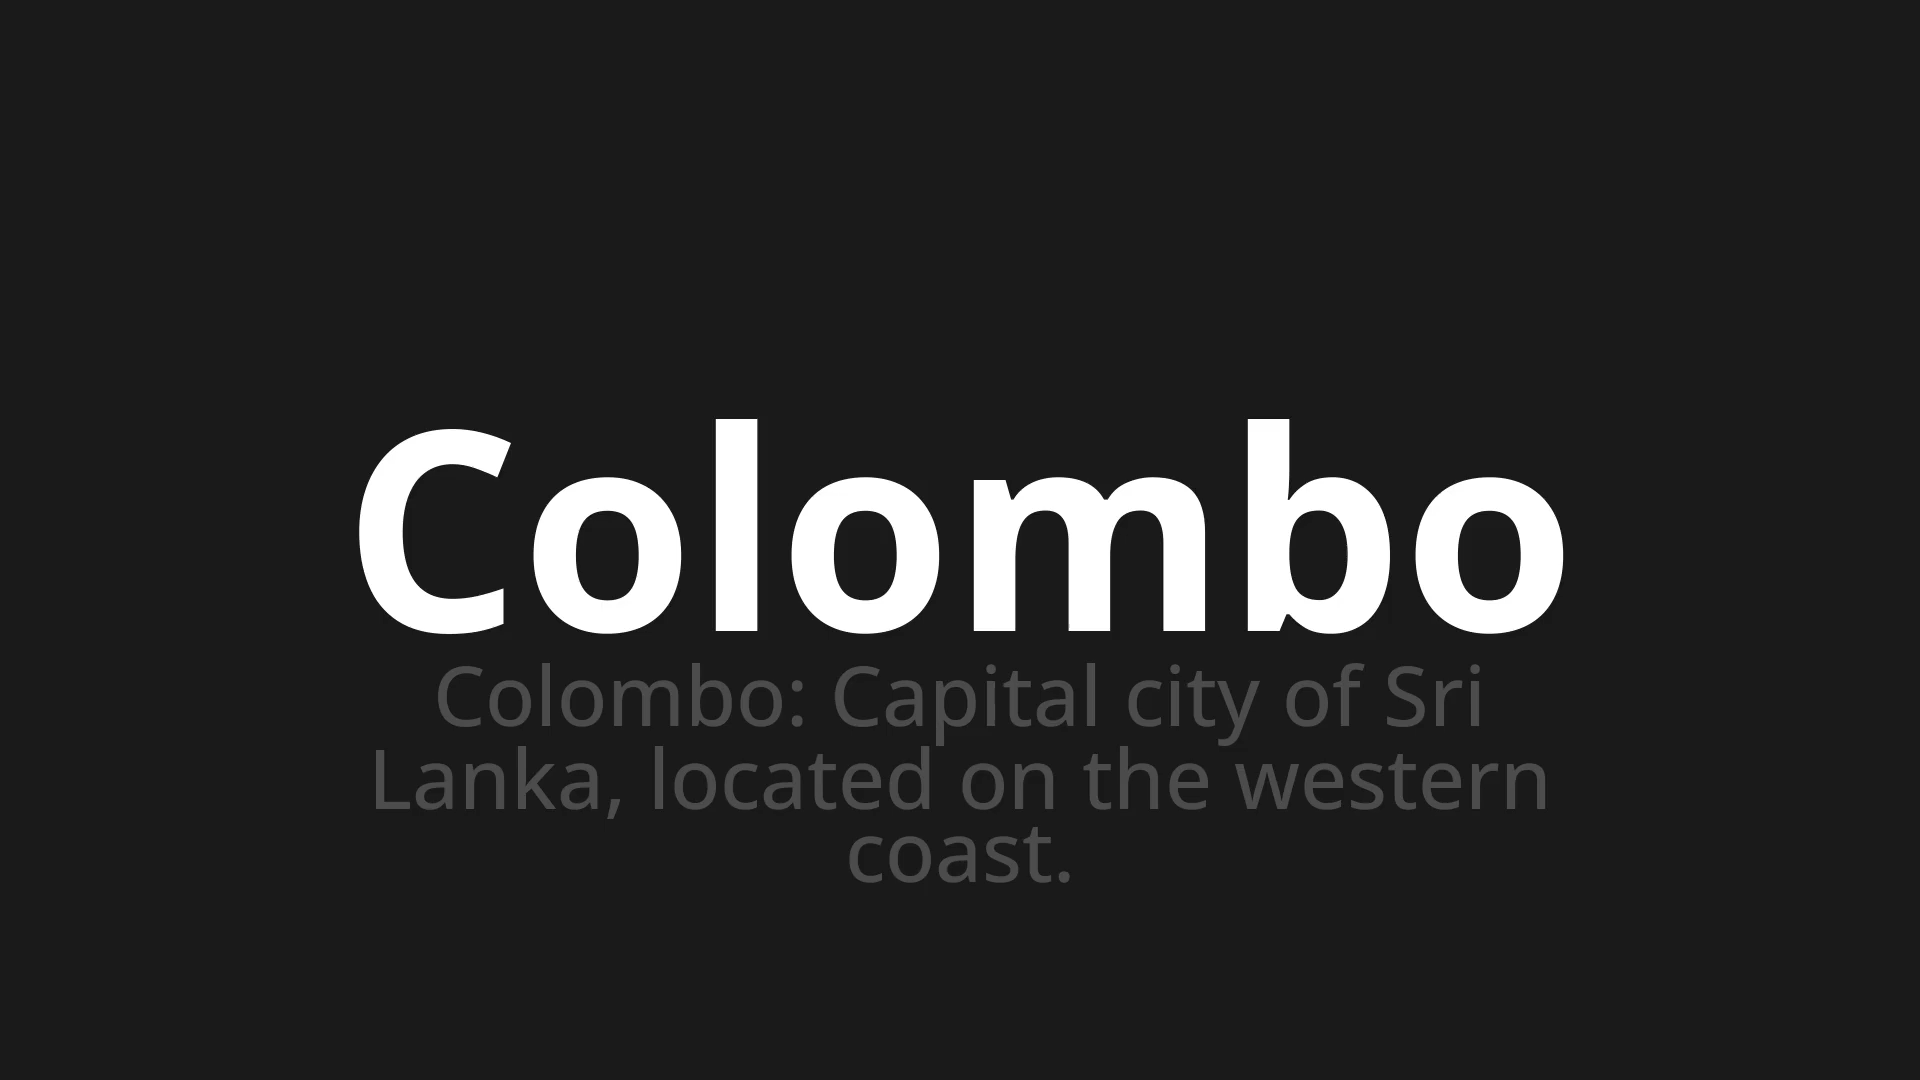 Colombo
Colombo: Capital city of Sri
Lanka, located on the western
coast.